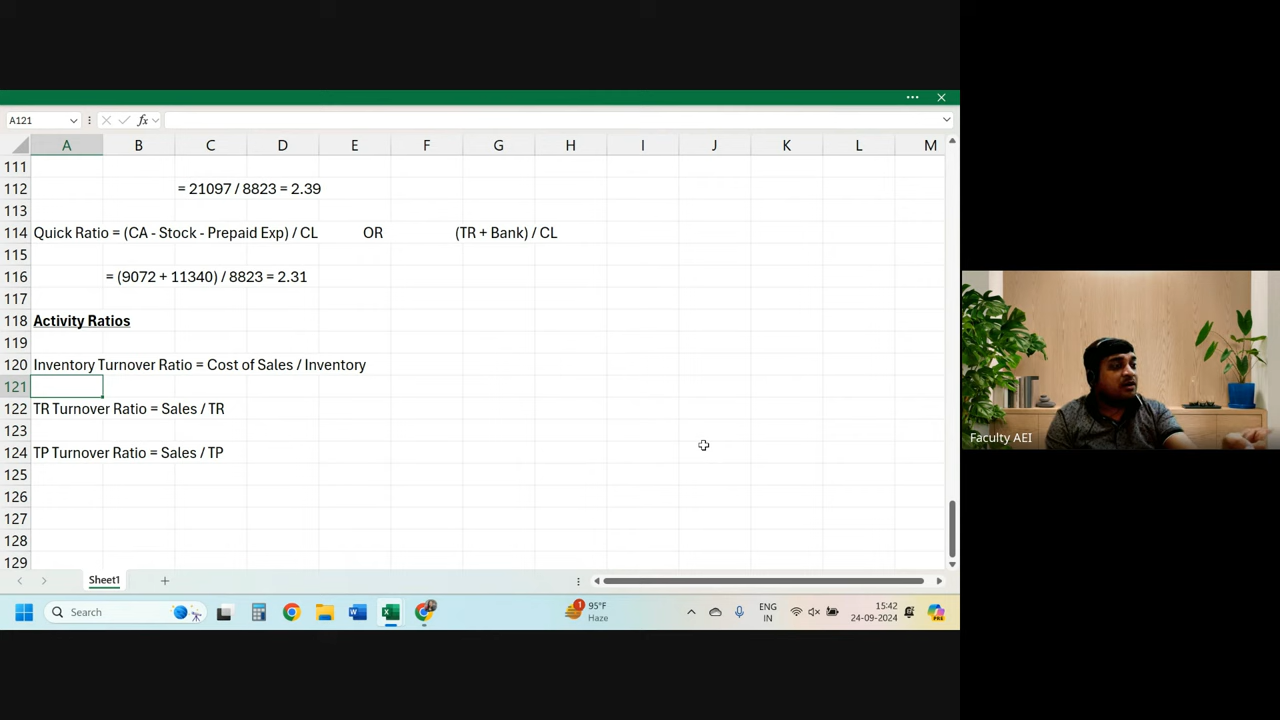 A121
fx
A B C D E F G H I J K L M
111
112 = 21097 / 8823 = 2.39
113
114 Quick Ratio = (CA - Stock - Prepaid Exp) / CL OR (TR + Bank) / CL
115
116 = (9072 + 11340) / 8823 = 2.31
117
118 Activity Ratios
119
120 Inventory Turnover Ratio = Cost of Sales / Inventory
121
122 TR Turnover Ratio = Sales / TR
123
124 TP Turnover Ratio = Sales / TP
125
126
127
128
129
Faculty AEI
Sheet1
Search
1 95°F
Haze
ENG
IN
15:42
24-09-2024
PRE